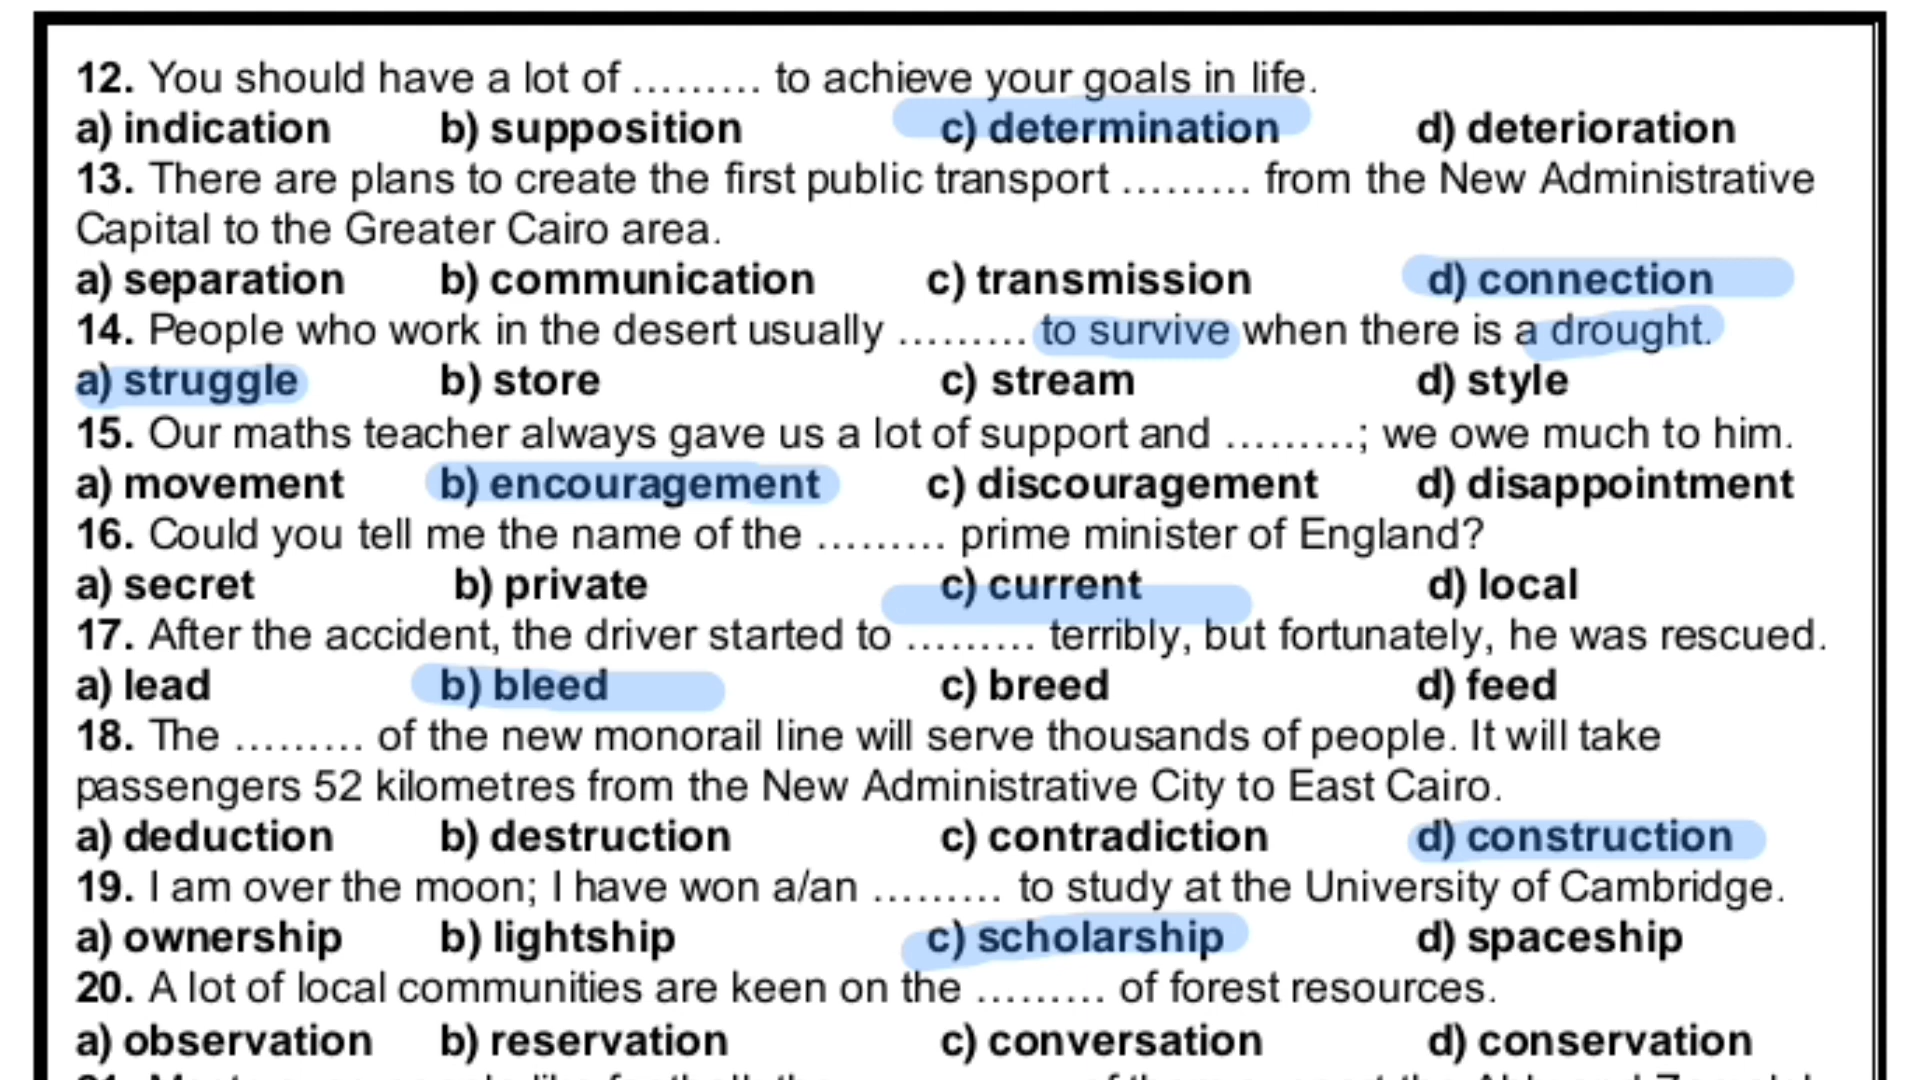 12. You should have a lot of ......... to achieve your goals in life.
a) indication b) supposition c) determination d) deterioration
13. There are plans to create the first public transport ......... from the New Administrative
Capital to the Greater Cairo area.
a) separation b) communication c) transmission d) connection
14. People who work in the desert usually ......... to survive when there is a drought.
a) struggle b) store c) stream d) style
15. Our maths teacher always gave us a lot of support and .........; we owe much to him.
a) movement b) encouragement c) discouragement d) disappointment
16. Could you tell me the name of the ......... prime minister of England?
a) secret b) private c) current d) local
17. After the accident, the driver started to ......... terribly, but fortunately, he was rescued.
a) lead b) bleed c) breed d) feed
18. The ......... of the new monorail line will serve thousands of people. It will take
passengers 52 kilometres from the New Administrative City to East Cairo.
a) deduction b) destruction c) contradiction d) construction
19. I am over the moon; I have won a/an ......... to study at the University of Cambridge.
a) ownership b) lightship c) scholarship d) spaceship
20. A lot of local communities are keen on the ......... of forest resources.
a) observation b) reservation c) conversation d) conservation